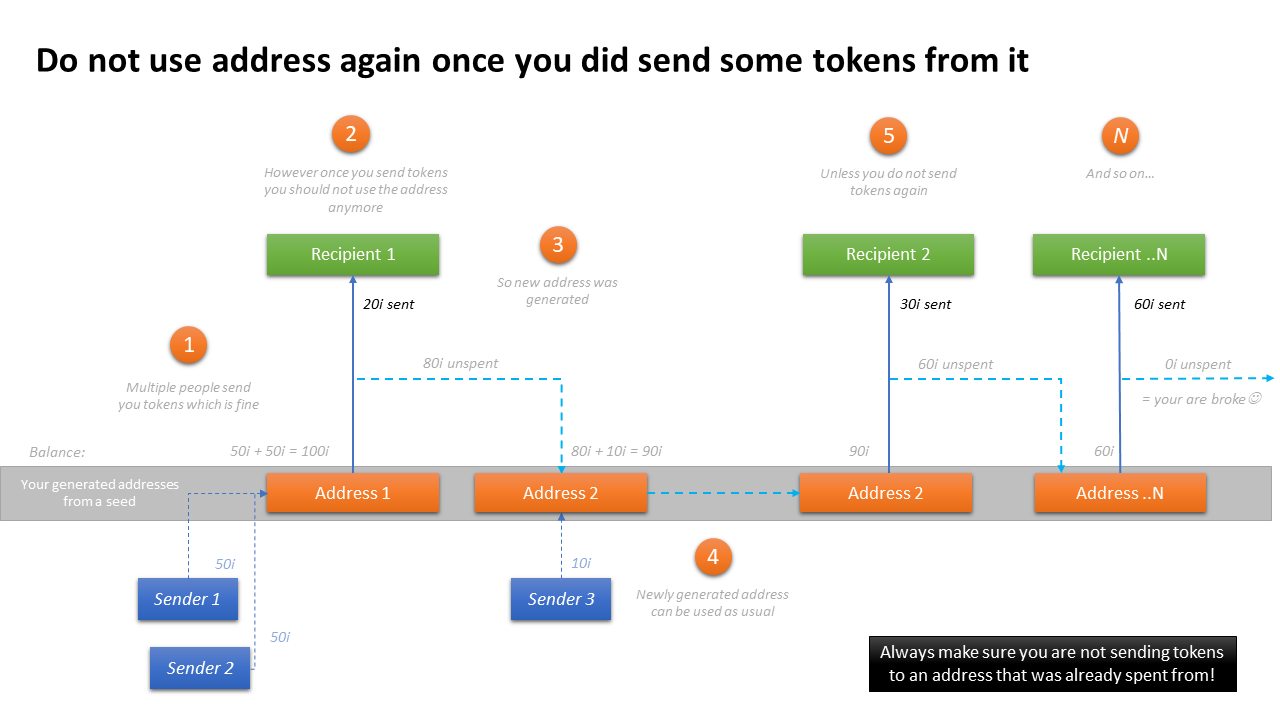 Do not use address again once you did send some tokens from it
2
However once you send tokens
you should not use the address
anymore
5
Unless you do not send
tokens again
N
And so on...
Recipient 1
3
So new address was
generated
Recipient 2
Recipient ..N
20i sent
30i sent
60i sent
1
Multiple people send
you tokens which is fine
80i unspent
60i unspent
0i unspent
= your are broke☺
Balance:
50i + 50i = 100i
80i + 10i = 90i
90i
60i
Your generated addresses
from a seed
Address 1
Address 2
Address 2
Address ..N
50i
Sender 1
10i
Sender 3
4
Newly generated address
can be used as usual
50i
Sender 2
Always make sure you are not sending tokens
to an address that was already spent from!